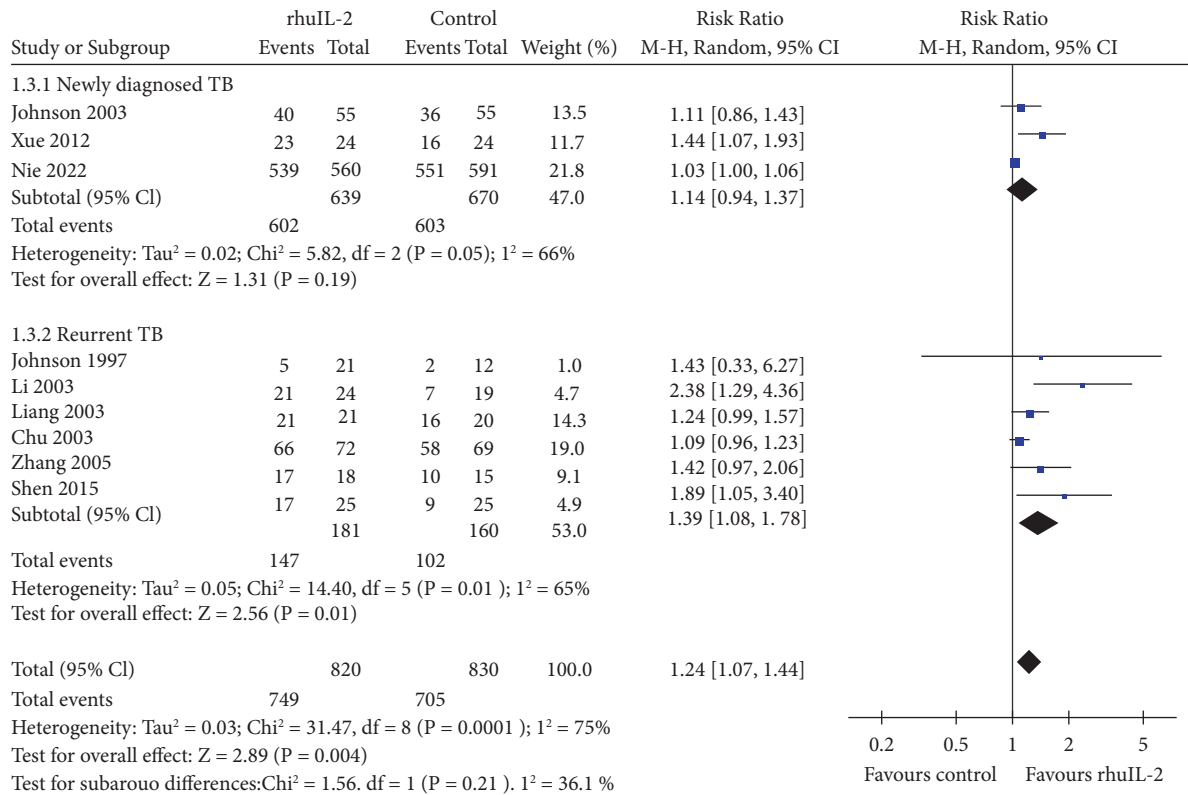 rhuIL-2 Control Risk Ratio Risk Ratio
Study or Subgroup Events Total Events Total Weight (%) M-H, Random, 95% CI M-H, Random, 95% CI
1.3.1 Newly diagnosed TB
Johnson 2003 40 55 36 55 13.5 1.11 [0.86, 1.43]
Xue 2012 23 24 16 24 11.7 1.44 [1.07, 1.93]
Nie 2022 539 560 551 591 21.8 1.03 [1.00, 1.06]
Subtotal (95% Cl) 639 670 47.0 1.14 [0.94, 1.37]
Total events 602 603
Heterogeneity: Tau² = 0.02; Chi² = 5.82, df = 2 (P = 0.05); 1² = 66%
Test for overall effect: Z = 1.31 (P = 0.19)
1.3.2 Reurrent TB
Johnson 1997 5 21 2 12 1.0 1.43 [0.33, 6.27]
Li 2003 21 24 7 19 4.7 2.38 [1.29, 4.36]
Liang 2003 21 21 16 20 14.3 1.24 [0.99, 1.57]
Chu 2003 66 72 58 69 19.0 1.09 [0.96, 1.23]
Zhang 2005 17 18 10 15 9.1 1.42 [0.97, 2.06]
Shen 2015 17 25 9 25 4.9 1.89 [1.05, 3.40]
Subtotal (95% Cl) 181 160 53.0 1.39 [1.08, 1. 78]
Total events 147 102
Heterogeneity: Tau² = 0.05; Chi² = 14.40, df = 5 (P = 0.01 ); 1² = 65%
Test for overall effect: Z = 2.56 (P = 0.01)
Total (95% Cl) 820 830 100.0 1.24 [1.07, 1.44]
Total events 749 705
Heterogeneity: Tau² = 0.03; Chi² = 31.47, df = 8 (P = 0.0001 ); 1² = 75%
Test for overall effect: Z = 2.89 (P = 0.004)
Test for subarouo differences:Chi² = 1.56. df = 1 (P = 0.21 ). 1² = 36.1 %
0.2 0.5 1 2 5
Favours control Favours rhuIL-2